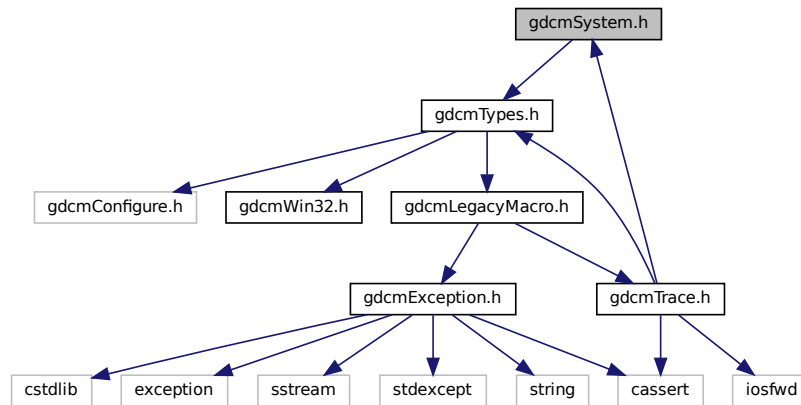 gdcmSystem.h
gdcmTypes.h
gdcmConfigure.h
gdcmWin32.h
gdcmLegacyMacro.h
gdcmException.h
gdcmTrace.h
cstdlib
exception
sstream
stdexcept
string
cassert
iosfwd